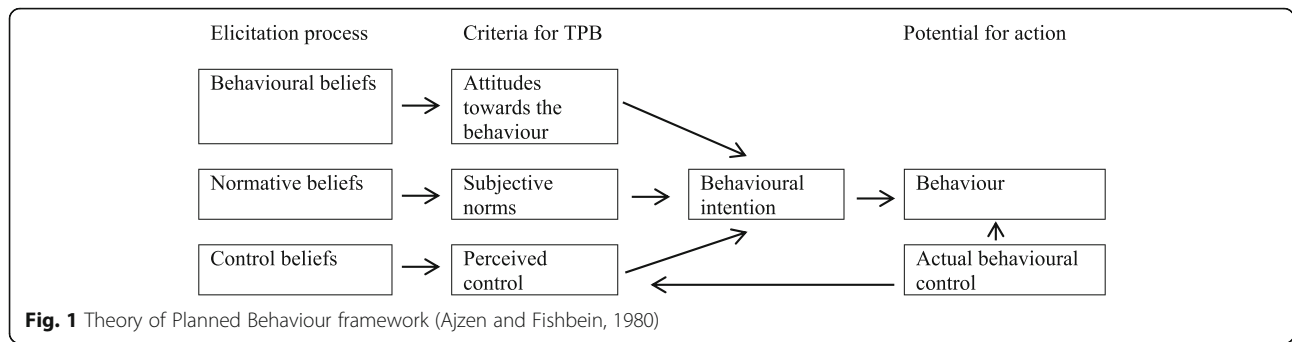 Elicitation process
Criteria for TPB
Potential for action
Behavioural beliefs
Attitudes
towards the
behaviour
Normative beliefs
Subjective
norms
Behavioural
intention
Behaviour
Control beliefs
Perceived
control
Actual behavioural
control
Fig. 1 Theory of Planned Behaviour framework (Ajzen and Fishbein, 1980)